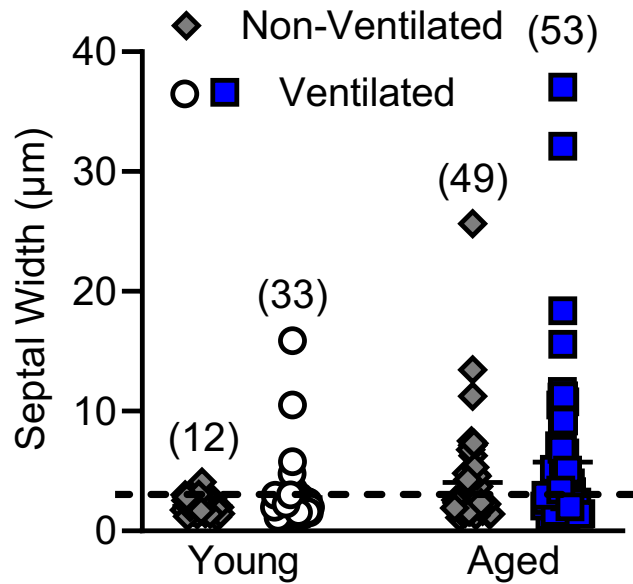 Non-Ventilated
Ventilated
(53)
(49)
(33)
(12)
Septal Width (μm)
40
30
20
10
0
Young
Aged